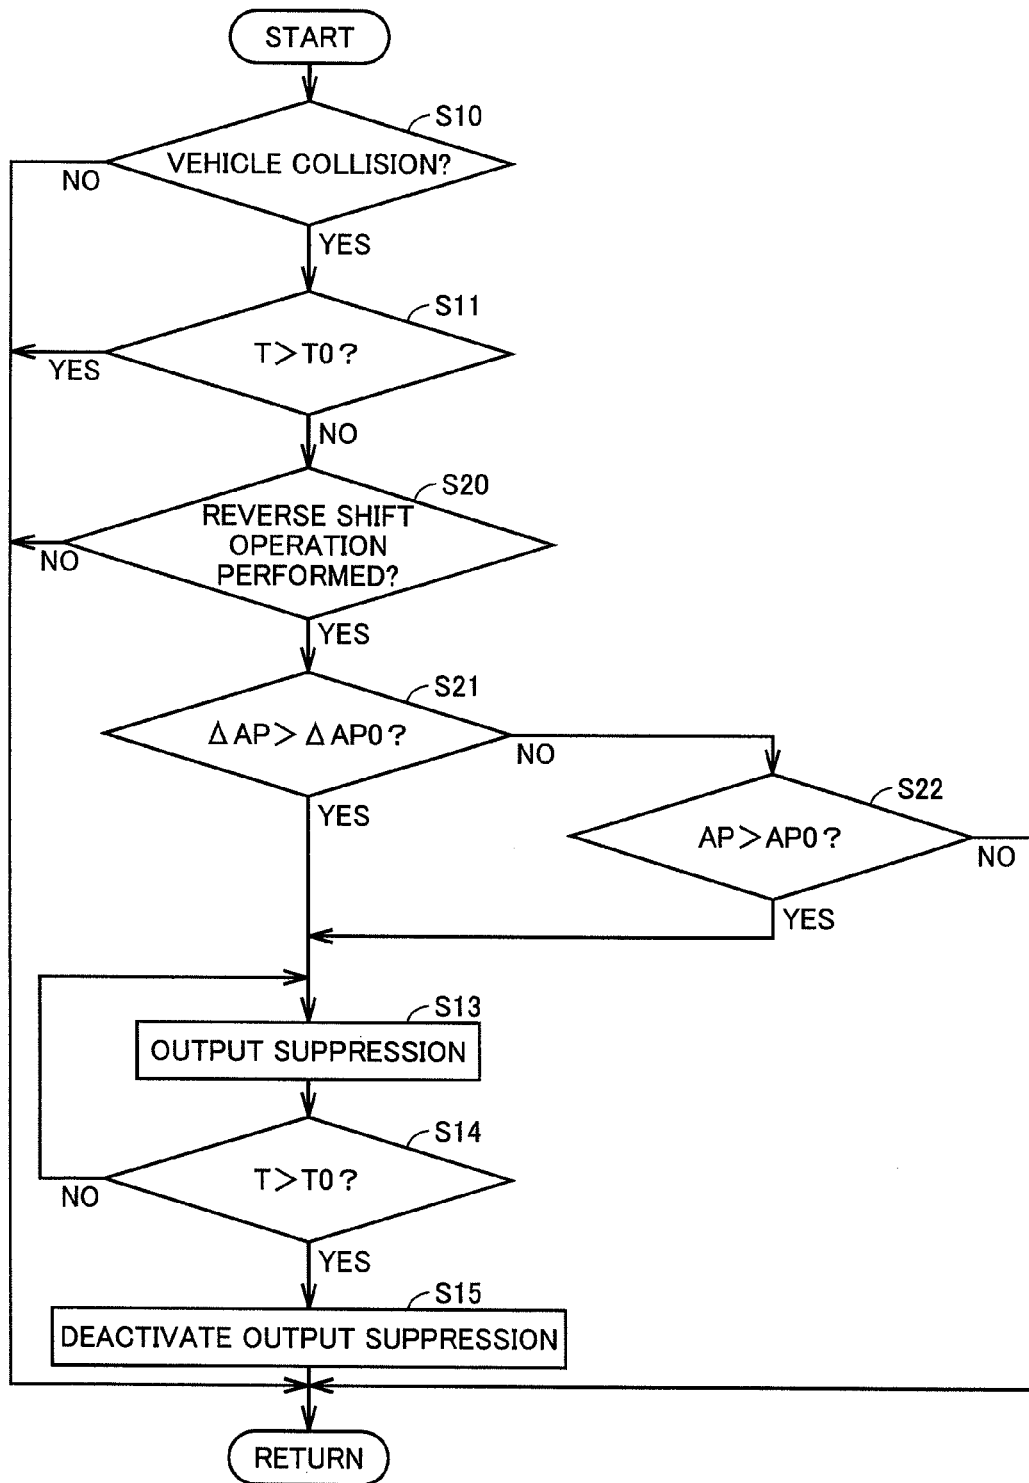 START
S10
VEHICLE COLLISION?
NO
YES
S11
T>T0?
YES
NO
S20
REVERSE SHIFT
OPERATION
PERFORMED?
NO
YES
S21
ΔAP>ΔAP0?
NO
YES
S22
AP>AP0?
NO
YES
S13
OUTPUT SUPPRESSION
S14
T>T0?
NO
YES
S15
DEACTIVATE OUTPUT SUPPRESSION
RETURN